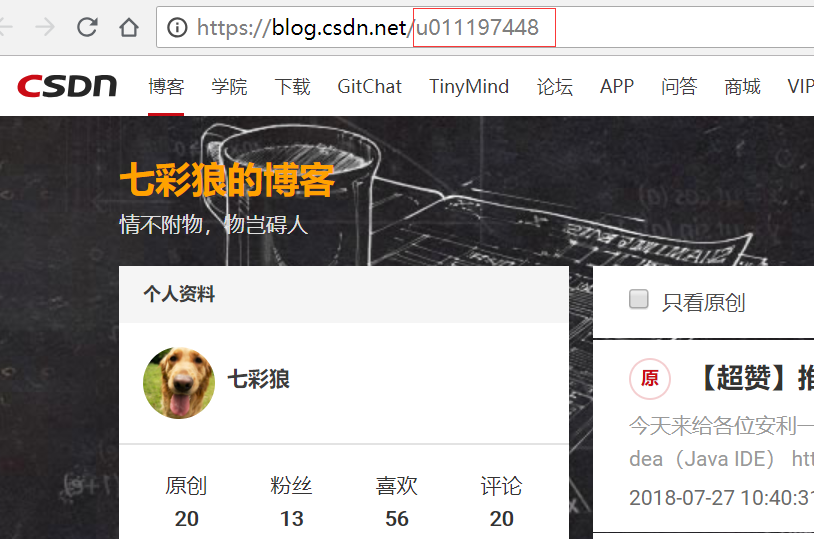 https://blog.csdn.net/u011197448
CSDN 博客 学院 下载 GitChat TinyMind 论坛 APP 问答 商城 VIP
七彩狼的博客
情不附物，物岂碍人
个人资料
七彩狼
原创 粉丝 喜欢 评论
20 13 56 20
只看原创
原 【超赞】推
今天来给各位安利一
dea（Java IDE） htt
2018-07-27 10:40:31